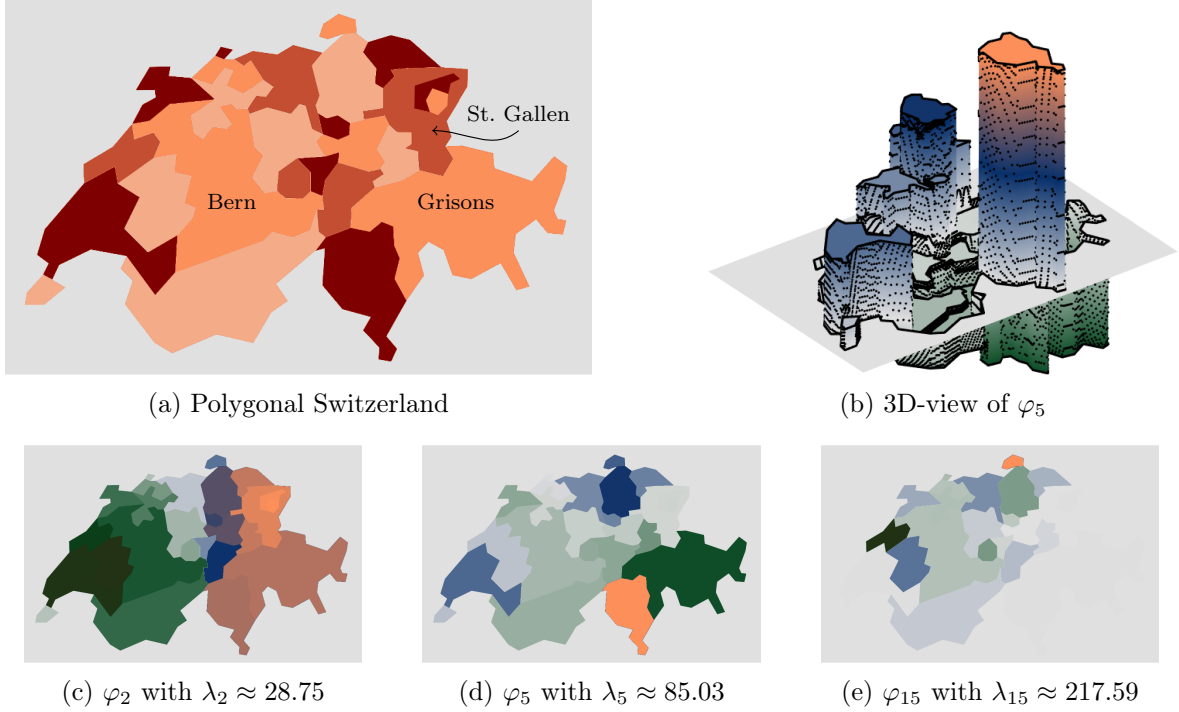 St. Gallen
Bern
Grisons
(a) Polygonal Switzerland
(b) 3D-view of φ₅
(c) φ₂ with λ₂ ≈ 28.75
(d) φ₅ with λ₅ ≈ 85.03
(e) φ₁₅ with λ₁₅ ≈ 217.59